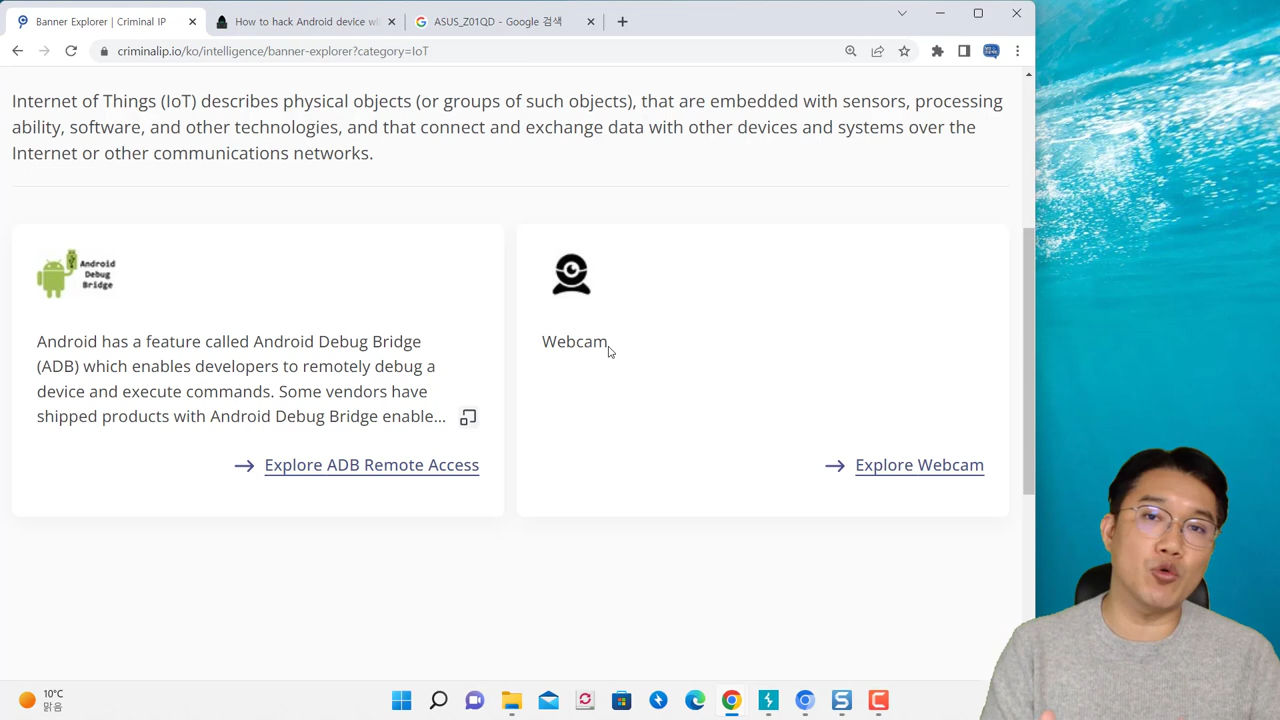 Banner Explorer | Criminal IP
How to hack Android device wi
ASUS_Z01QD - Google 검색
criminalip.io/ko/intelligence/banner-explorer?category=IoT
Internet of Things (IoT) describes physical objects (or groups of such objects), that are embedded with sensors, processing
ability, software, and other technologies, and that connect and exchange data with other devices and systems over the
Internet or other communications networks.
Android
Debug
Bridge
Android has a feature called Android Debug Bridge
(ADB) which enables developers to remotely debug a
device and execute commands. Some vendors have
shipped products with Android Debug Bridge enable...
Explore ADB Remote Access
Webcam
Explore Webcam
10°C
맑음